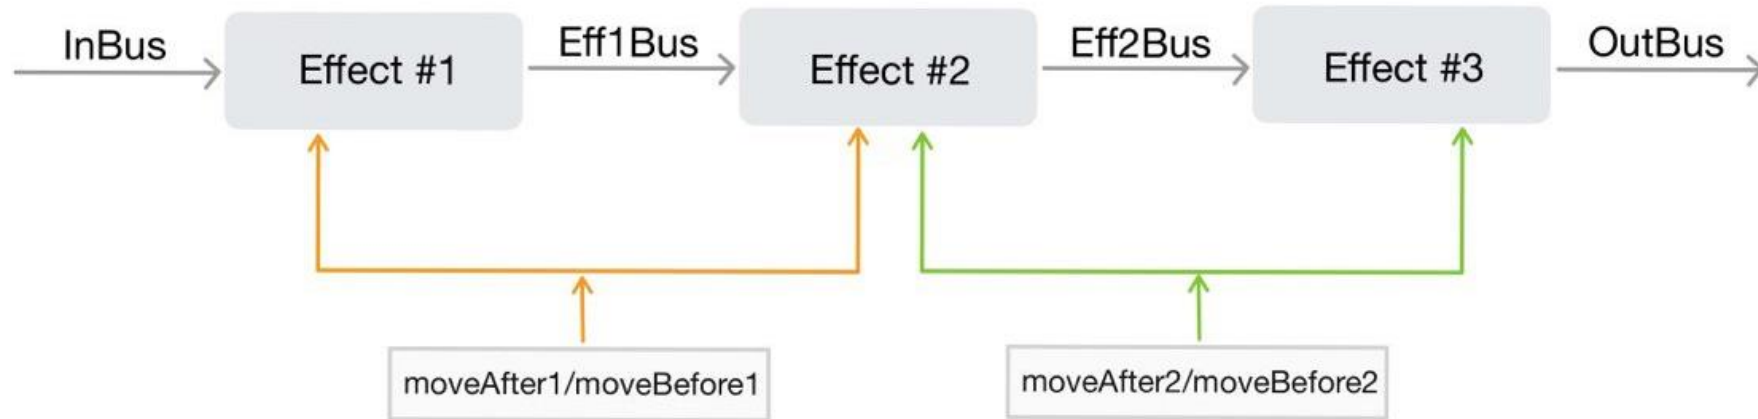 InBus
Effect #1
Eff1Bus
Effect #2
Eff2Bus
Effect #3
OutBus
moveAfter1/moveBefore1
moveAfter2/moveBefore2